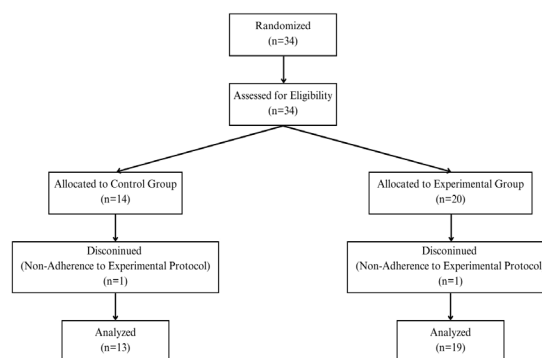 Randomized
(n=34)
Assessed for Eligibility
(n=34)
Allocated to Control Group
(n=14)
Allocated to Experimental Group
(n=20)
Disconinued
(Non-Adherence to Experimental Protocol)
(n=1)
Disconinued
(Non-Adherence to Experimental Protocol
(n=1)
Analyzed
(n=13)
Analyzed
(n=19)